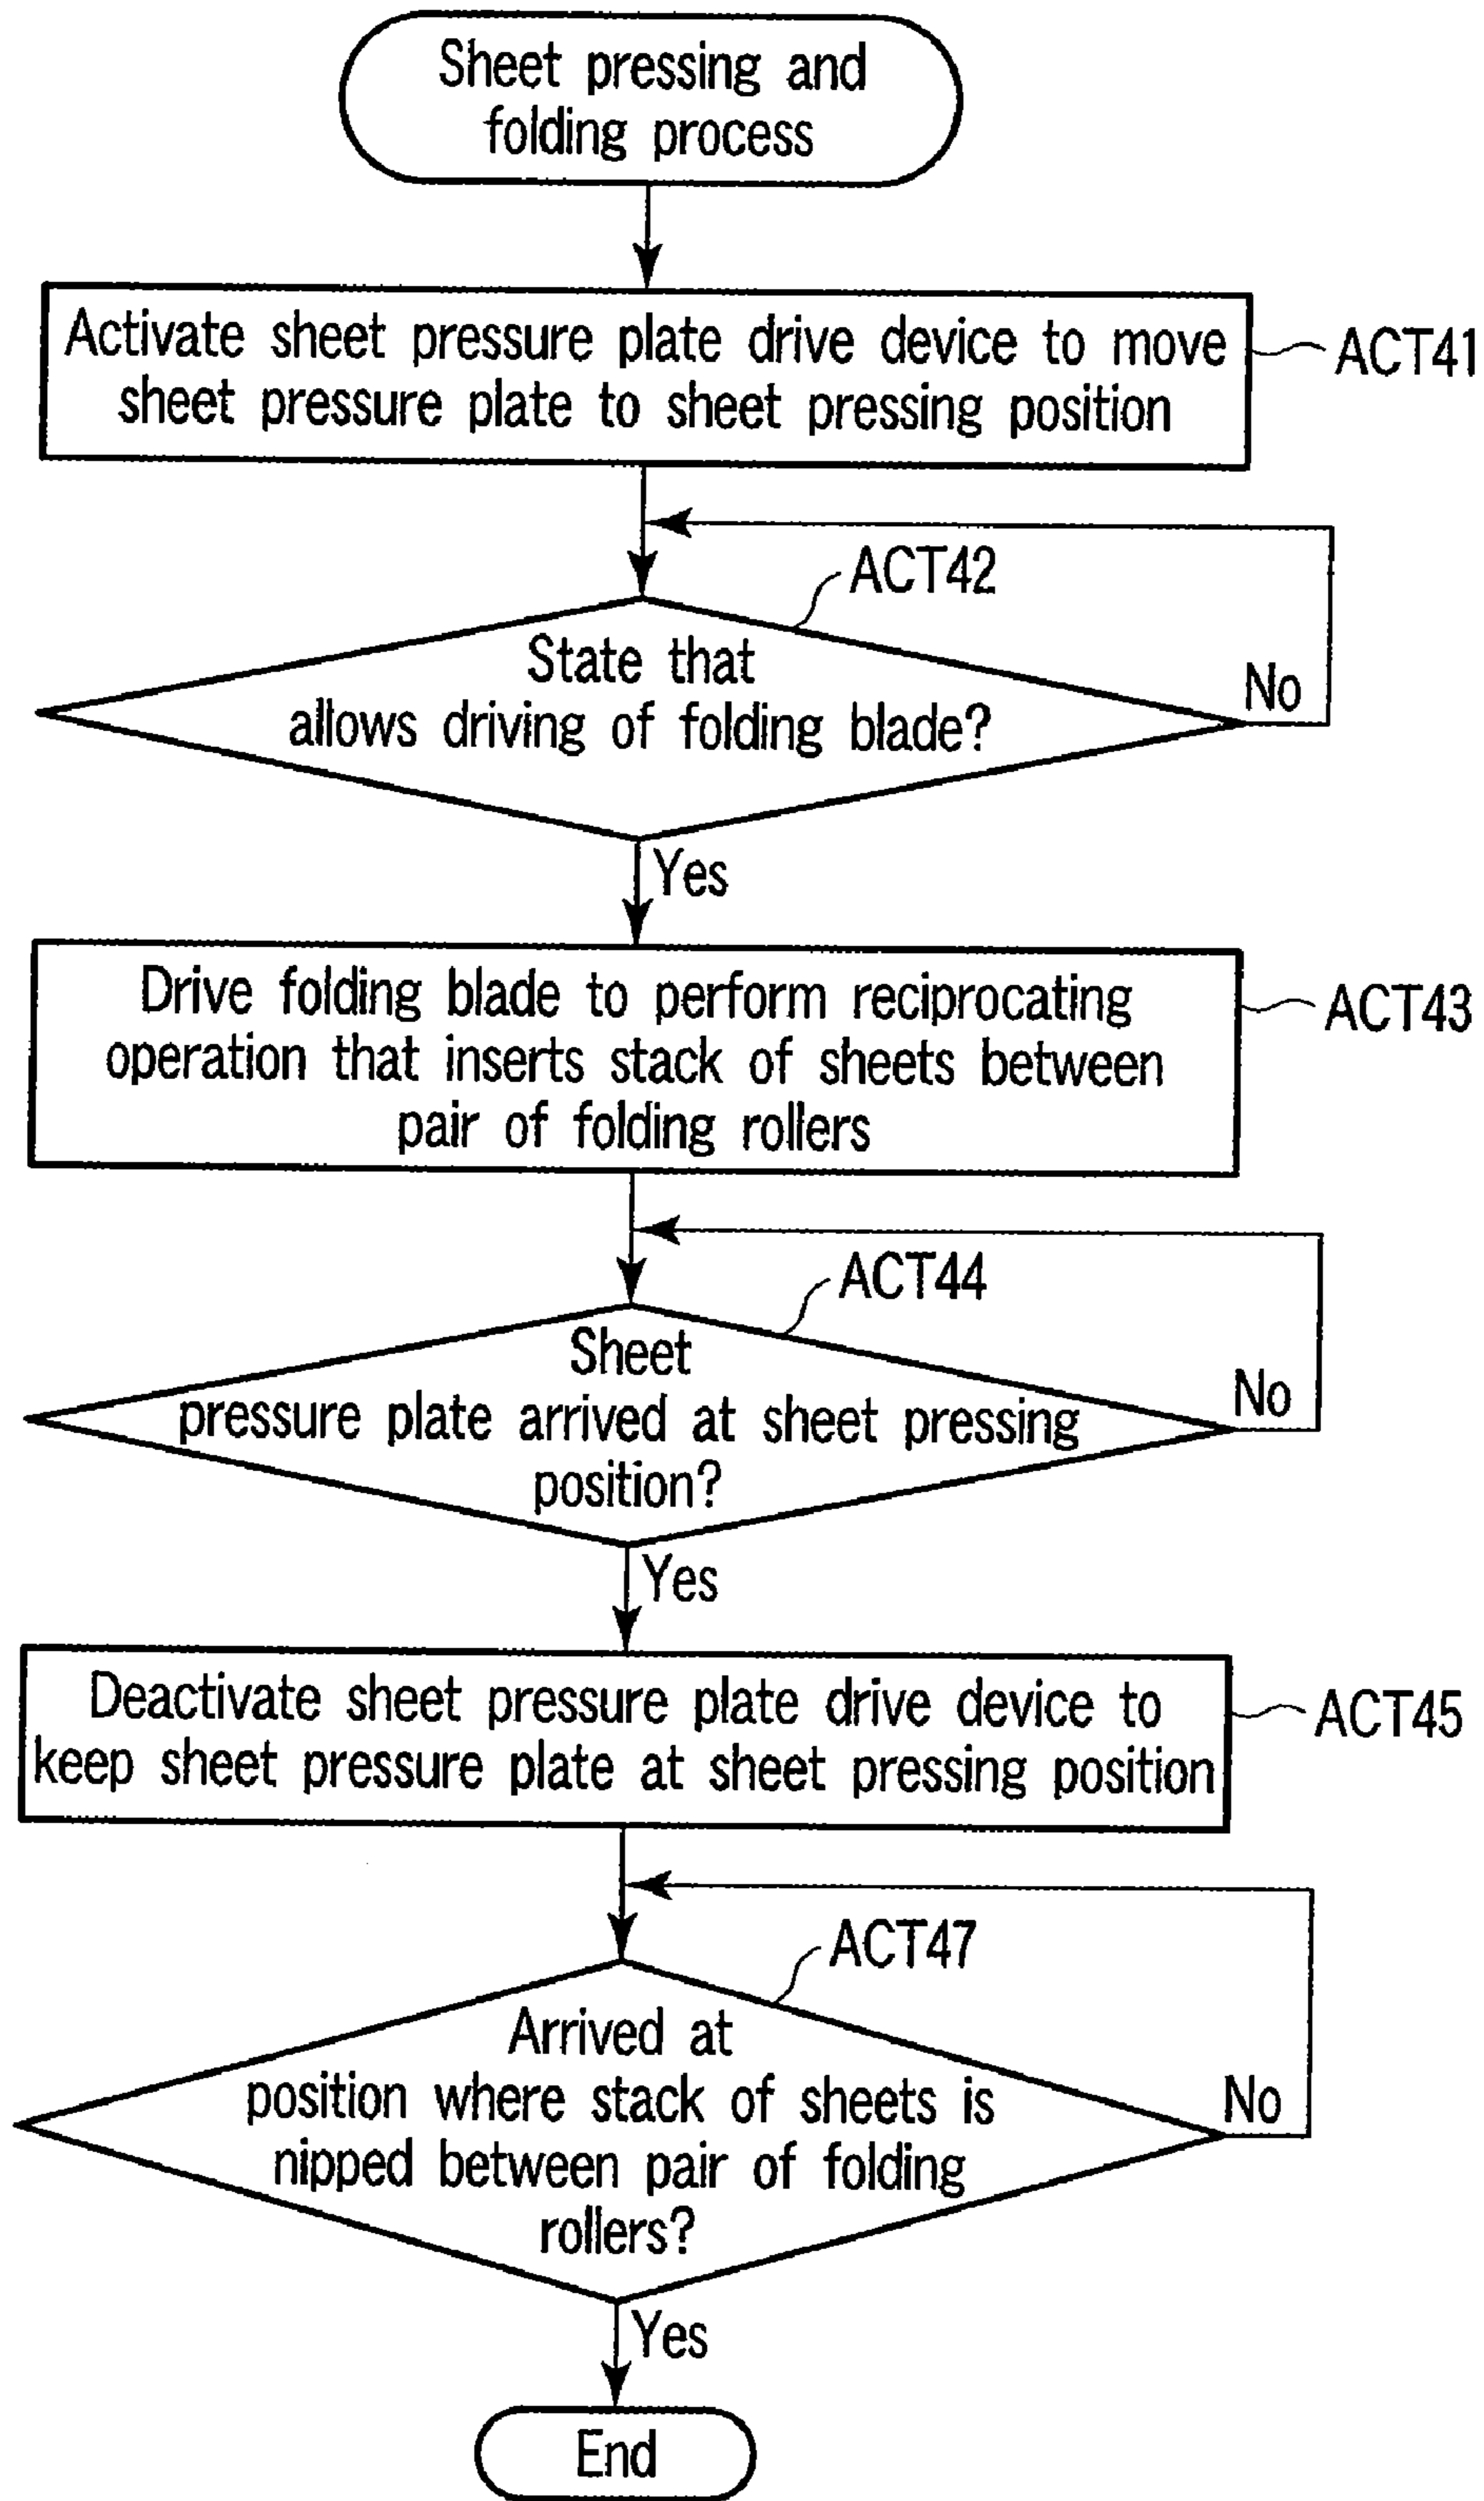 Sheet pressing and
folding process
Activate sheet pressure plate drive device to move
sheet pressure plate to sheet pressing position
ACT41
ACT42
State that
allows driving of folding blade?
No
Yes
Drive folding blade to perform reciprocating
operation that inserts stack of sheets between
pair of folding rollers
ACT43
ACT44
Sheet
pressure plate arrived at sheet pressing
position?
No
Yes
Deactivate sheet pressure plate drive device to
keep sheet pressure plate at sheet pressing position
ACT45
ACT47
Arrived at
position where stack of sheets is
nipped between pair of folding
rollers?
No
Yes
End